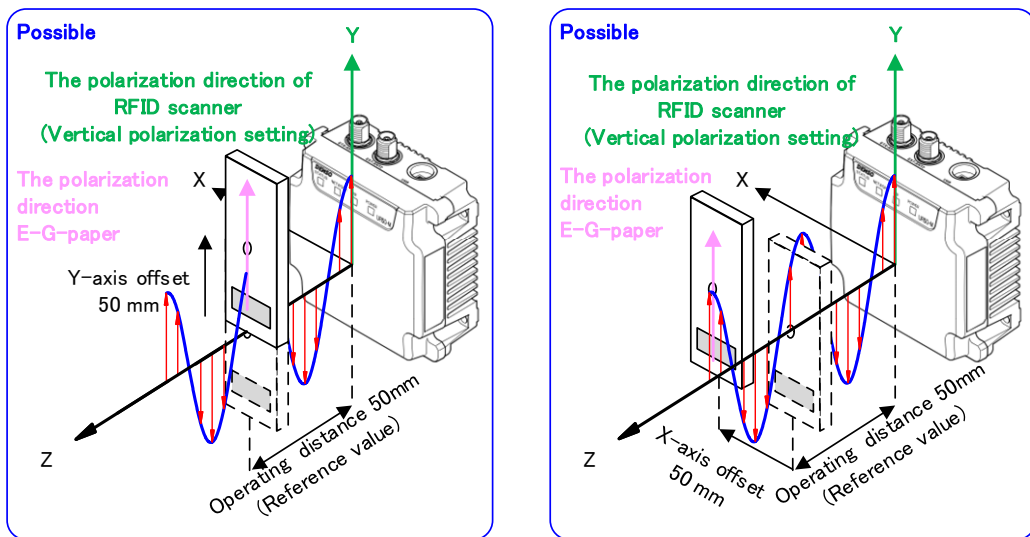 Possible
Y
The polarization direction of
RFID scanner
(Vertical polarization setting)
The polarization
direction
E-G-paper
X
Y-axis offset
50 mm
Z
Operating distance 50mm
(Reference value)
Possible
Y
The polarization direction of
RFID scanner
(Vertical polarization setting)
The polarization
direction
E-G-paper
X
Z
X-axis offset
50 mm
Operating distance 50mm
(Reference value)